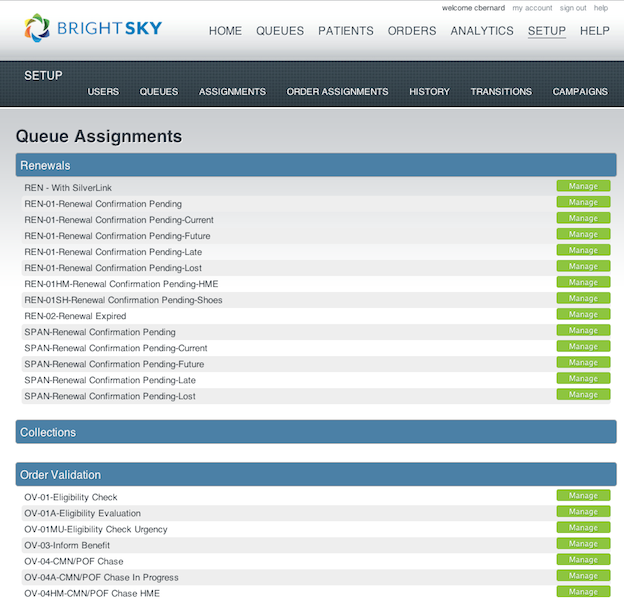 welcome cbernard my account sign out help
BRIGHTSKY
HOME QUEUES PATIENTS ORDERS ANALYTICS SETUP HELP
SETUP
USERS QUEUES ASSIGNMENTS ORDER ASSIGNMENTS HISTORY TRANSITIONS CAMPAIGNS
Queue Assignments
Renewals
REN - With SilverLink Manage
REN-01-Renewal Confirmation Pending Manage
REN-01-Renewal Confirmation Pending-Current Manage
REN-01-Renewal Confirmation Pending-Future Manage
REN-01-Renewal Confirmation Pending-Late Manage
REN-01-Renewal Confirmation Pending-Lost Manage
REN-01HM-Renewal Confirmation Pending-HME Manage
REN-01SH-Renewal Confirmation Pending-Shoes Manage
REN-02-Renewal Expired Manage
SPAN-Renewal Confirmation Pending Manage
SPAN-Renewal Confirmation Pending-Current Manage
SPAN-Renewal Confirmation Pending-Future Manage
SPAN-Renewal Confirmation Pending-Late Manage
SPAN-Renewal Confirmation Pending-Lost Manage
Collections
Order Validation
OV-01-Eligibility Check Manage
OV-01A-Eligibility Evaluation Manage
OV-01MU-Eligibility Check Urgency Manage
OV-03-Inform Benefit Manage
OV-04-CMN/POF Chase Manage
OV-04A-CMN/POF Chase In Progress Manage
OV-04HM-CMN/POF Chase HME Manage